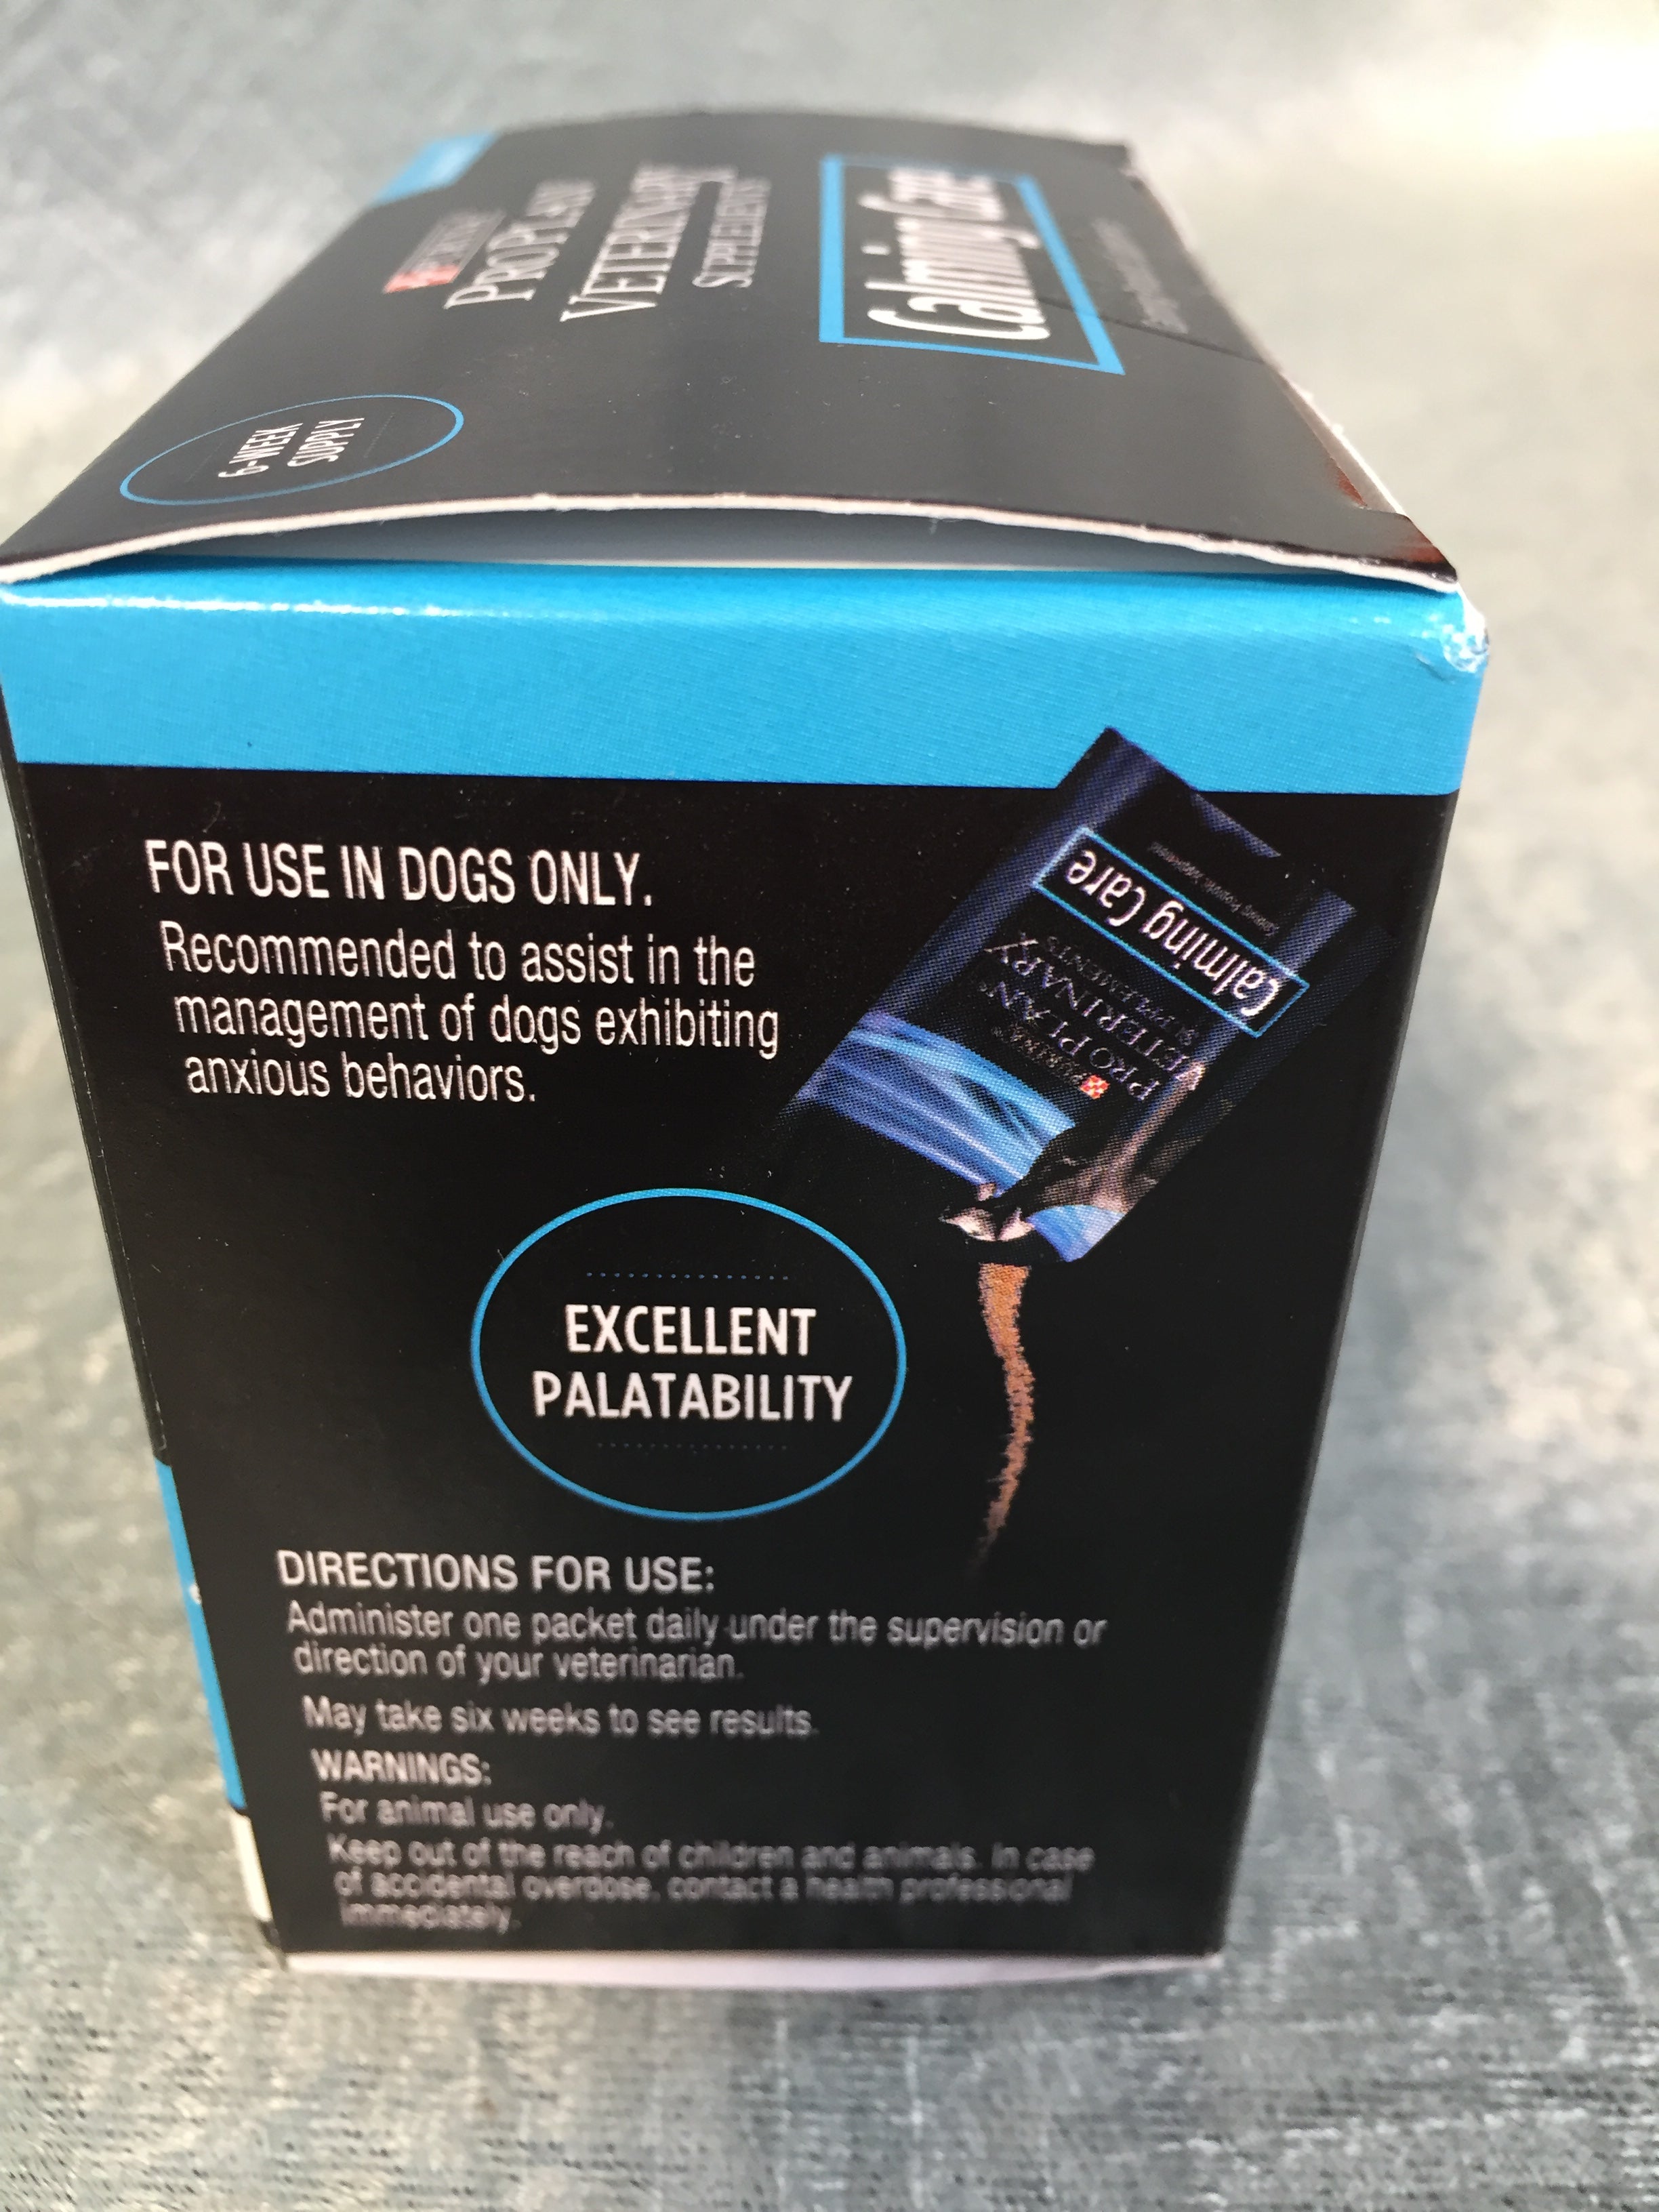 PURINA
PRO PLAN
VETERINARY
SUPPLEMENTS
Calming Care
6-WEEK
SUPPLY
FOR USE IN DOGS ONLY.
Recommended to assist in the
management of dogs exhibiting
anxious behaviors.
PURINA
PRO PLAN®
VETERINARY
SUPPLEMENTS
Calming Care
EXCELLENT
PALATABILITY
DIRECTIONS FOR USE:
Administer one packet daily under the supervision or
direction of your veterinarian.
May take six weeks to see results.
WARNINGS:
For animal use only.
Keep out of the reach of children and animals. In case
of accidental overdose, contact a health professional
immediately.